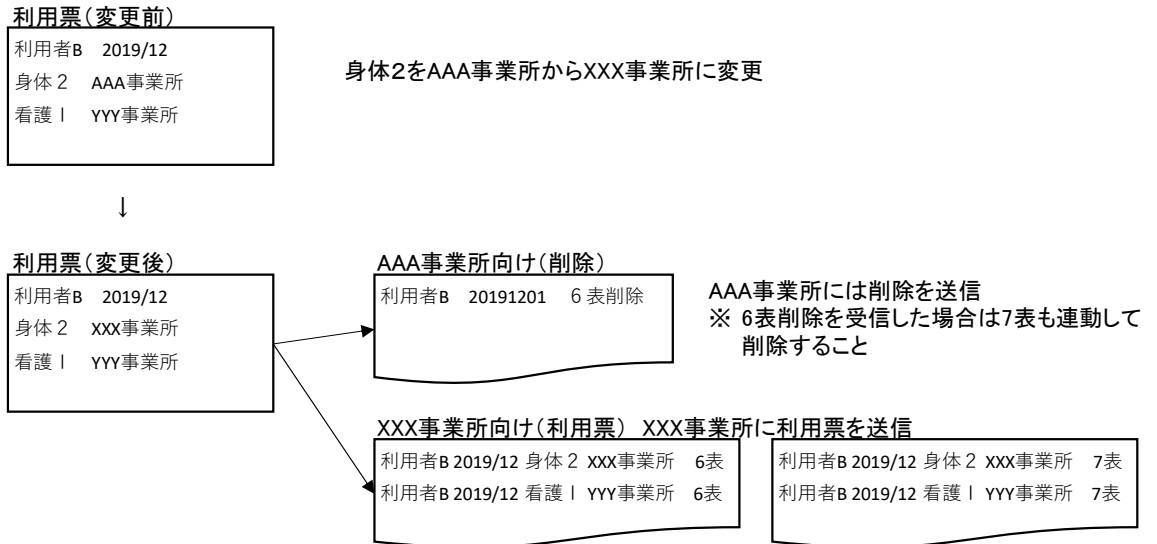 利用票(変更前)
利用者B 2019/12
身体2 AAA事業所
看護Ⅰ YYY事業所
身体2をAAA事業所からXXX事業所に変更
↓
利用票(変更後)
利用者B 2019/12
身体2 XXX事業所
看護Ⅰ YYY事業所
AAA事業所向け(削除)
利用者B 20191201 6表削除
AAA事業所には削除を送信
※ 6表削除を受信した場合は7表も連動して
削除すること
XXX事業所向け(利用票) XXX事業所に利用票を送信
利用者B 2019/12 身体2 XXX事業所 6表
利用者B 2019/12 看護Ⅰ YYY事業所 6表
利用者B 2019/12 身体2 XXX事業所 7表
利用者B 2019/12 看護Ⅰ YYY事業所 7表